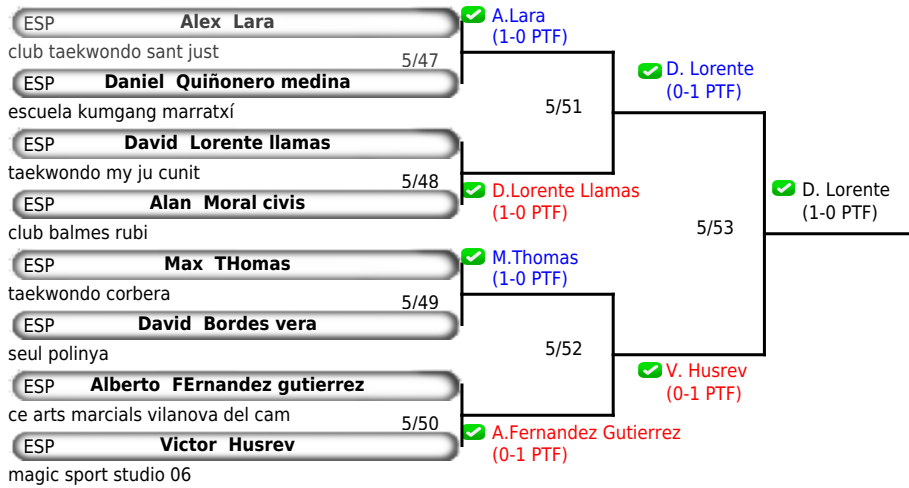 ESP Alex Lara
club taekwondo sant just
5/47
ESP Daniel Quiñonero medina
escuela kumgang marratxí
ESP David Lorente llamas
taekwondo my ju cunit
5/48
ESP Alan Moral civis
club balmes rubi
ESP Max THomas
taekwondo corbera
5/49
ESP David Bordes vera
seul polinya
ESP Alberto FErnandez gutierrez
ce arts marcials vilanova del cam
5/50
ESP Victor Husrev
magic sport studio 06
A.Lara
(1-0 PTF)
5/51
D.Lorente Llamas
(1-0 PTF)
M.Thomas
(1-0 PTF)
5/52
A.Fernandez Gutierrez
(0-1 PTF)
D. Lorente
(0-1 PTF)
5/53
V. Husrev
(0-1 PTF)
D. Lorente
(1-0 PTF)